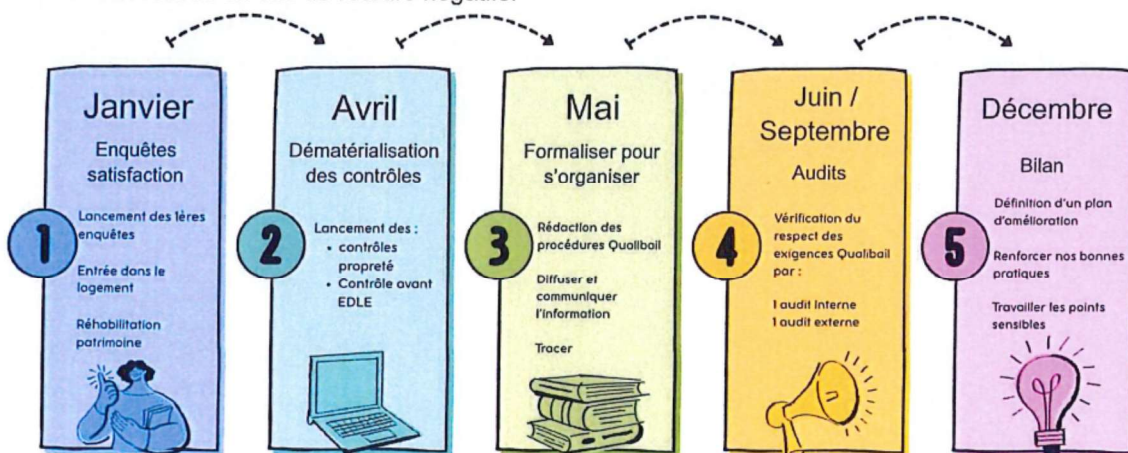 négatif.
Janvier
Enquêtes
satisfaction
1
Lancement des 1ères
enquêtes
Entrée dans le
logement
Réhabilitation
patrimoine
Avril
Dématérialisation
des contrôles
2
Lancement des :
• contrôles
propreté
• Contrôle avant
EDLE
Mai
Formaliser pour
s'organiser
3
Rédaction des
procédures Qualibail
Diffuser et
communiquer
l'information
Tracer
Juin /
Septembre
Audits
4
Vérification du
respect des
exigences Qualibail
par :
1 audit interne
1 audit externe
Décembre
Bilan
5
Définition d'un plan
d'amélioration
Renforcer nos bonnes
pratiques
Travailler les points
sensibles